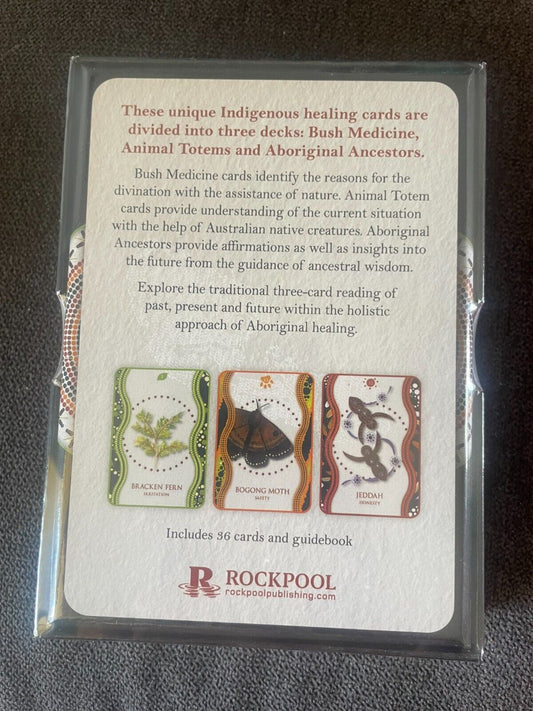 These unique Indigenous healing cards are
divided into three decks: Bush Medicine,
Animal Totems and Aboriginal Ancestors.
Bush Medicine cards identify the reasons for the
divination with the assistance of nature. Animal Totem
cards provide understanding of the current situation
with the help of Australian native creatures. Aboriginal
Ancestors provide affirmations as well as insights into
the future from the guidance of ancestral wisdom.
Explore the traditional three-card reading of
past, present and future within the holistic
approach of Aboriginal healing.
BRACKEN FERN
BOGONG MOTH
SAFETY
JEDDAH
HONESTY
Includes 36 cards and guidebook
R ROCKPOOL
rockpoolpublishing.com